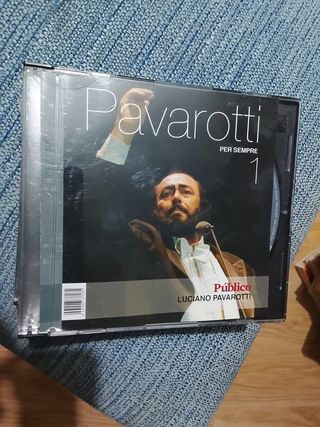 Pavarotti
PER SEMPRE
1
Público
LUCIANO PAVAROTTI